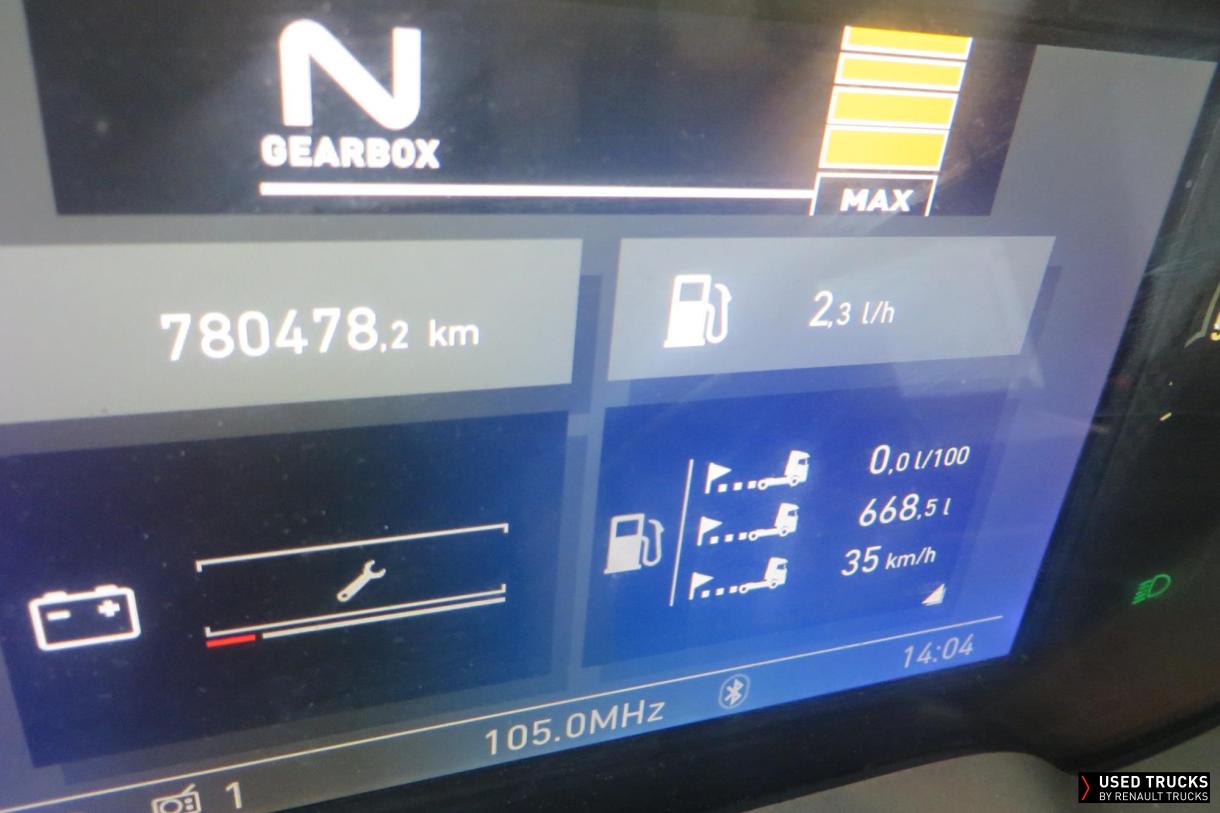 N
GEARBOX
MAX
780478,2 km
2,3 l/h
0,0 l/100
668,5 l
35 km/h
14:04
105.0MHz
1
USED TRUCKS
BY RENAULT TRUCKS